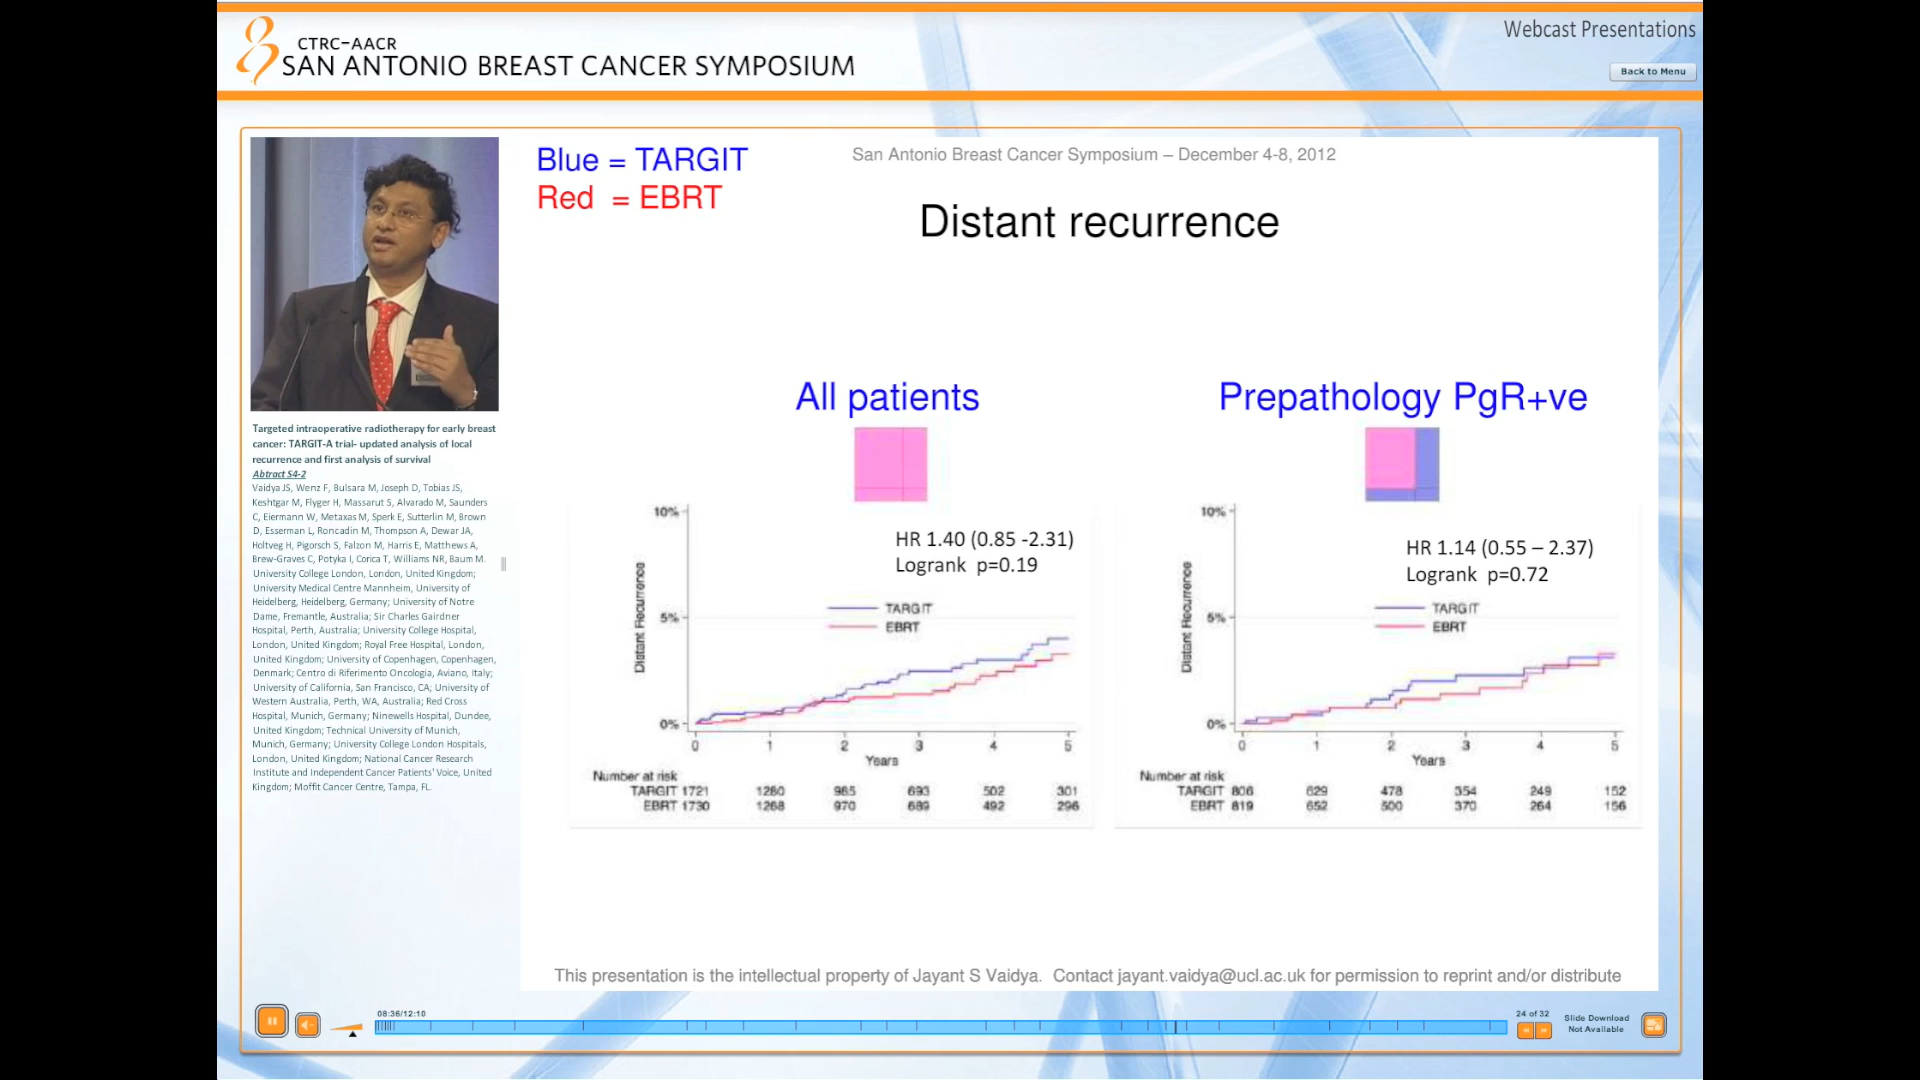 Webcast Presentations
CTRC-AACR
SAN ANTONIO BREAST CANCER SYMPOSIUM
Back to Menu
Targeted intraoperative radiotherapy for early breast
cancer: TARGIT-A trial- updated analysis of local
recurrence and first analysis of survival
Abtract S4-2
Vaidya JS, Wenz F, Bulsara M, Joseph D, Tobias JS,
Keshtgar M, Flyger H, Massarut S, Alvarado M, Saunders
C, Eiermann W, Metaxas M, Sperk E, Sutterlin M, Brown
D, Esserman L, Roncadin M, Thompson A, Dewar JA,
Holtveg H, Pigorsch S, Falzon M, Harris E, Matthews A,
Brew-Graves C, Potyka I, Corica T, Williams NR, Baum M.
University College London, London, United Kingdom;
University Medical Centre Mannheim, University of
Heidelberg, Heidelberg, Germany; University of Notre
Dame, Fremantle, Australia; Sir Charles Gairdner
Hospital, Perth, Australia; University College Hospital,
London, United Kingdom; Royal Free Hospital, London,
United Kingdom; University of Copenhagen, Copenhagen,
Denmark; Centro di Riferimento Oncologia, Aviano, Italy;
University of California, San Francisco, CA; University of
Western Australia, Perth, WA, Australia; Red Cross
Hospital, Munich, Germany; Ninewells Hospital, Dundee,
United Kingdom; Technical University of Munich,
Munich, Germany; University College London Hospitals,
London, United Kingdom; National Cancer Research
Institute and Independent Cancer Patients' Voice, United
Kingdom; Moffit Cancer Centre, Tampa, FL.
Blue = TARGIT
Red = EBRT
San Antonio Breast Cancer Symposium – December 4-8, 2012
Distant recurrence
All patients
10%
5%
0%
Distant Recurrence
HR 1.40 (0.85 -2.31)
Logrank p=0.19
TARGIT
EBRT
0 1 2 3 4 5
Years
Number at risk
TARGIT 1721 1280 985 693 502 301
EBRT 1730 1268 970 689 492 296
Prepathology PgR+ve
10%
5%
0%
Distant Recurrence
HR 1.14 (0.55 – 2.37)
Logrank p=0.72
TARGIT
EBRT
0 1 2 3 4 5
Years
Number at risk
TARGIT 806 629 478 354 249 152
EBRT 819 652 500 370 264 156
This presentation is the intellectual property of Jayant S Vaidya. Contact jayant.vaidya@ucl.ac.uk for permission to reprint and/or distribute
08:36/12:10
24 of 32
Slide Download
Not Available